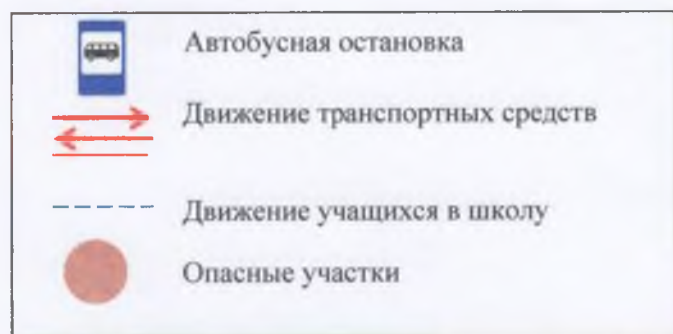 Автобусная остановка
Движение транспортных средств
Движение учащихся в школу
Опасные участки